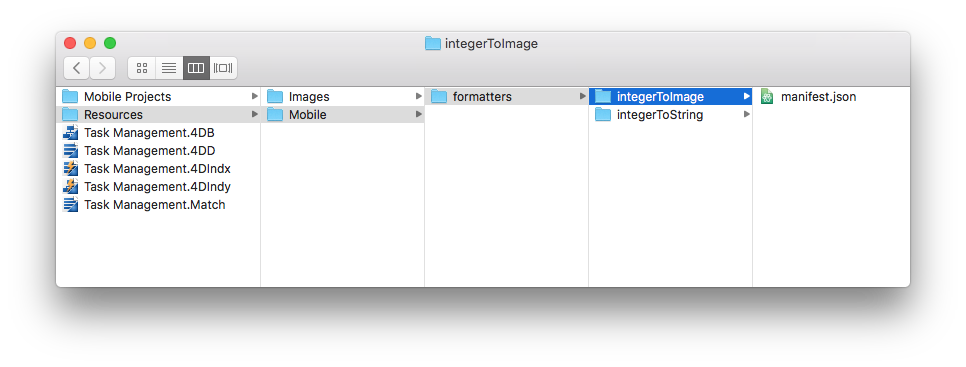 integerToImage
Mobile Projects
Resources
Task Management.4DB
Task Management.4DD
Task Management.4DIndx
Task Management.4DIndy
Task Management.Match
Images
Mobile
formatters
integerToImage
integerToString
manifest.json